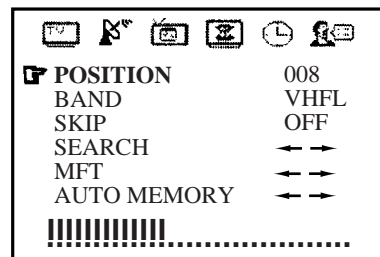 TV
POSITION 008
BAND VHFL
SKIP OFF
SEARCH
MFT
AUTO MEMORY